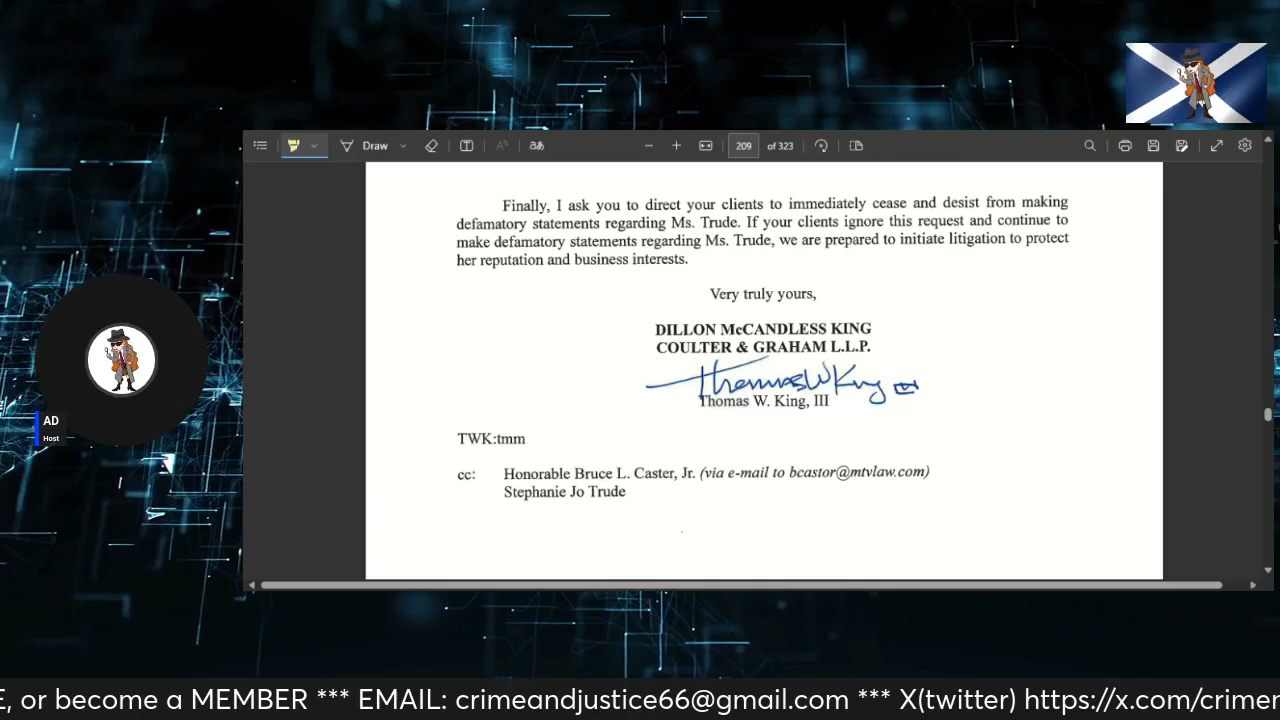 Draw
209 of 323
Finally, I ask you to direct your clients to immediately cease and desist from making
defamatory statements regarding Ms. Trude. If your clients ignore this request and continue to
make defamatory statements regarding Ms. Trude, we are prepared to initiate litigation to protect
her reputation and business interests.
Very truly yours,
DILLON McCANDLESS KING
COULTER & GRAHAM L.L.P.
Thomas W King
Thomas W. King, III
TWK:tmm
cc: Honorable Bruce L. Caster, Jr. (via e-mail to bcastor@mtvlaw.com)
Stephanie Jo Trude
AD
Host
E, or become a MEMBER *** EMAIL: crimeandjustice66@gmail.com *** X(twitter) https://x.com/crimer